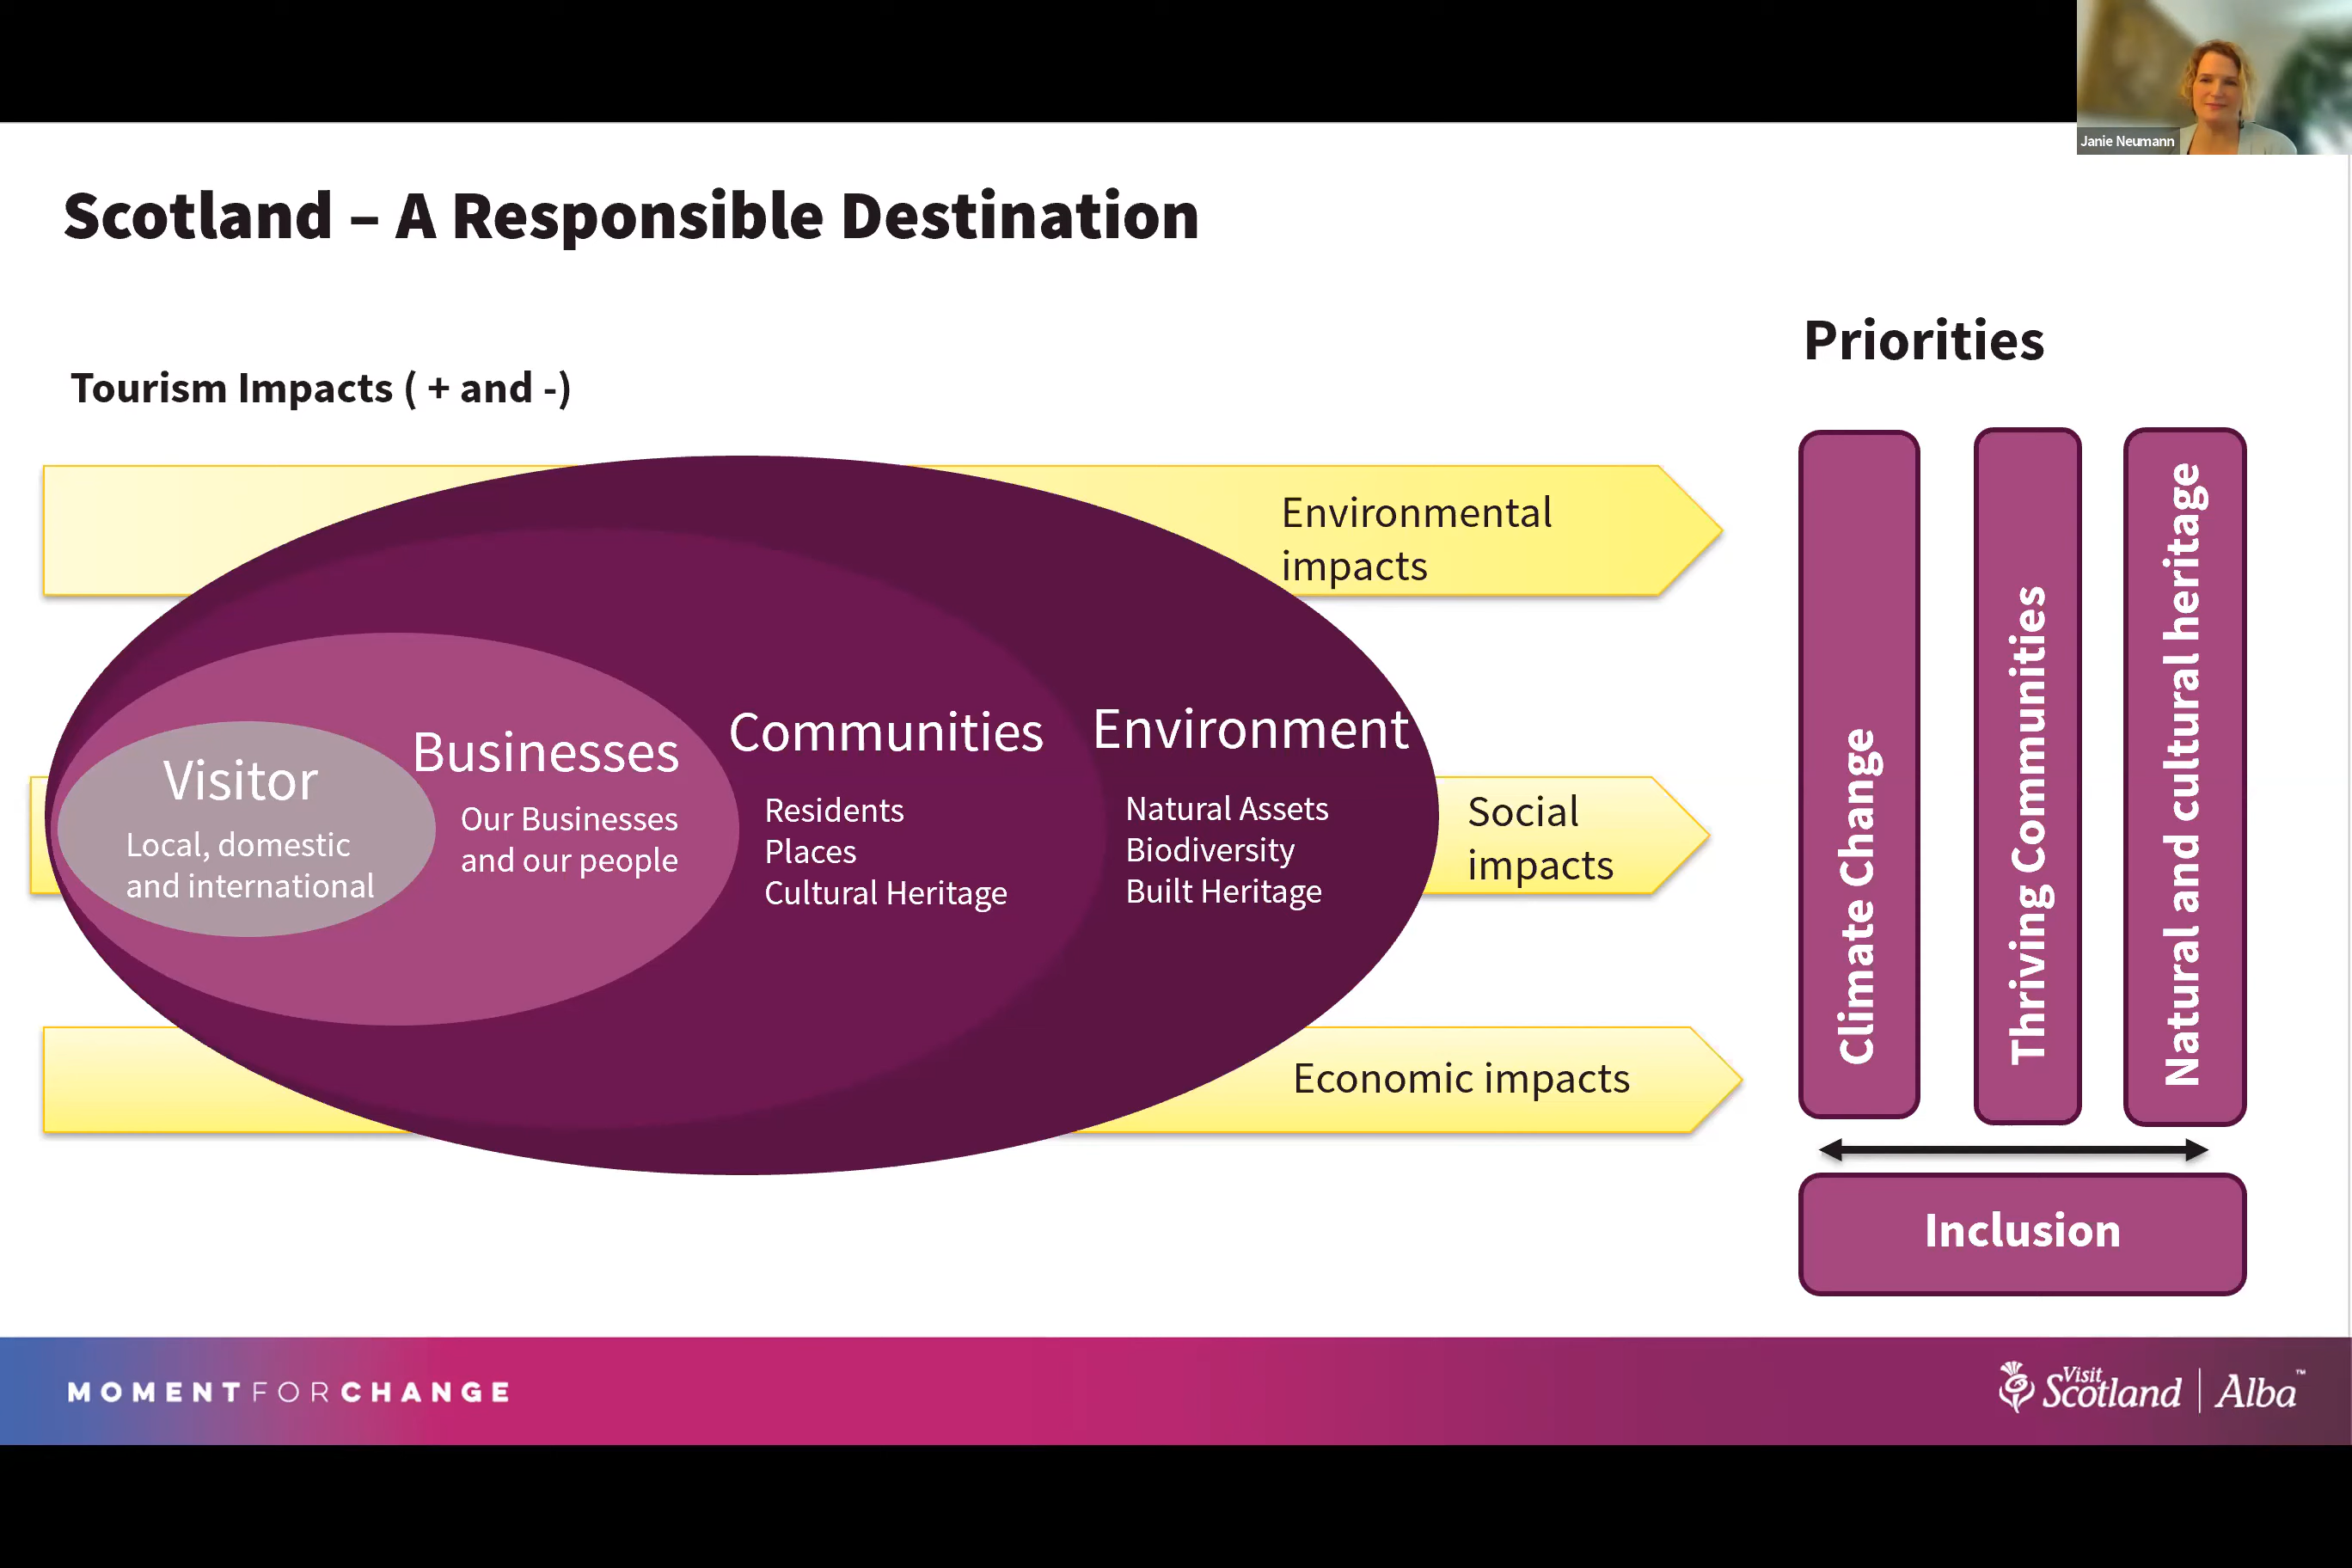 Janie Neumann
Scotland – A Responsible Destination
Tourism Impacts ( + and -)
Environmental
impacts
Visitor
Local, domestic
and international
Businesses
Our Businesses
and our people
Communities
Residents
Places
Cultural Heritage
Environment
Natural Assets
Biodiversity
Built Heritage
Social
impacts
Economic impacts
Priorities
Climate Change
Thriving Communities
Natural and cultural heritage
Inclusion
MOMENTFORCHANGE
Visit
Scotland | Alba™